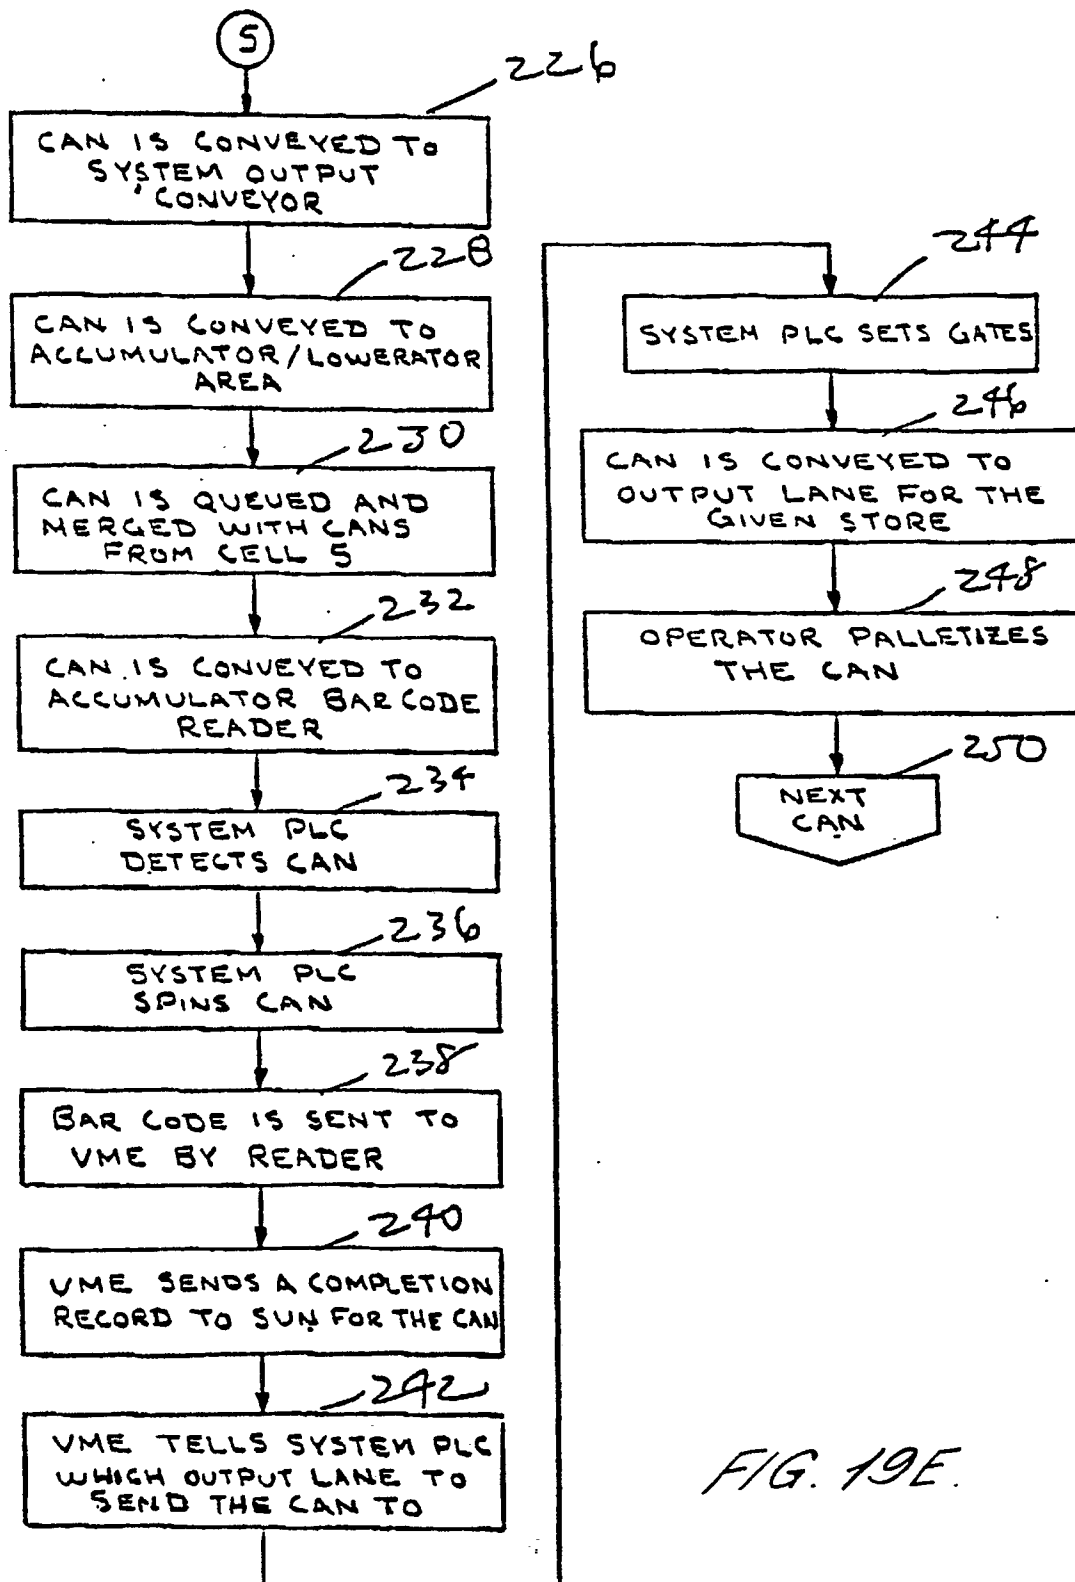 5
226
CAN IS CONVEYED TO
SYSTEM OUTPUT
CONVEYOR
228
CAN IS CONVEYED TO
ACCUMULATOR/LOWERATOR
AREA
230
CAN IS QUEUED AND
MERGED WITH CANS
FROM CELL 5
232
CAN IS CONVEYED TO
ACCUMULATOR BAR CODE
READER
234
SYSTEM PLC
DETECTS CAN
236
SYSTEM PLC
SPINS CAN
238
BAR CODE IS SENT TO
VME BY READER
240
VME SENDS A COMPLETION
RECORD TO SUN FOR THE CAN
242
VME TELLS SYSTEM PLC
WHICH OUTPUT LANE TO
SEND THE CAN TO
244
SYSTEM PLC SETS GATES
246
CAN IS CONVEYED TO
OUTPUT LANE FOR THE
GIVEN STORE
248
OPERATOR PALLETIZES
THE CAN
250
NEXT
CAN
FIG. 19E.